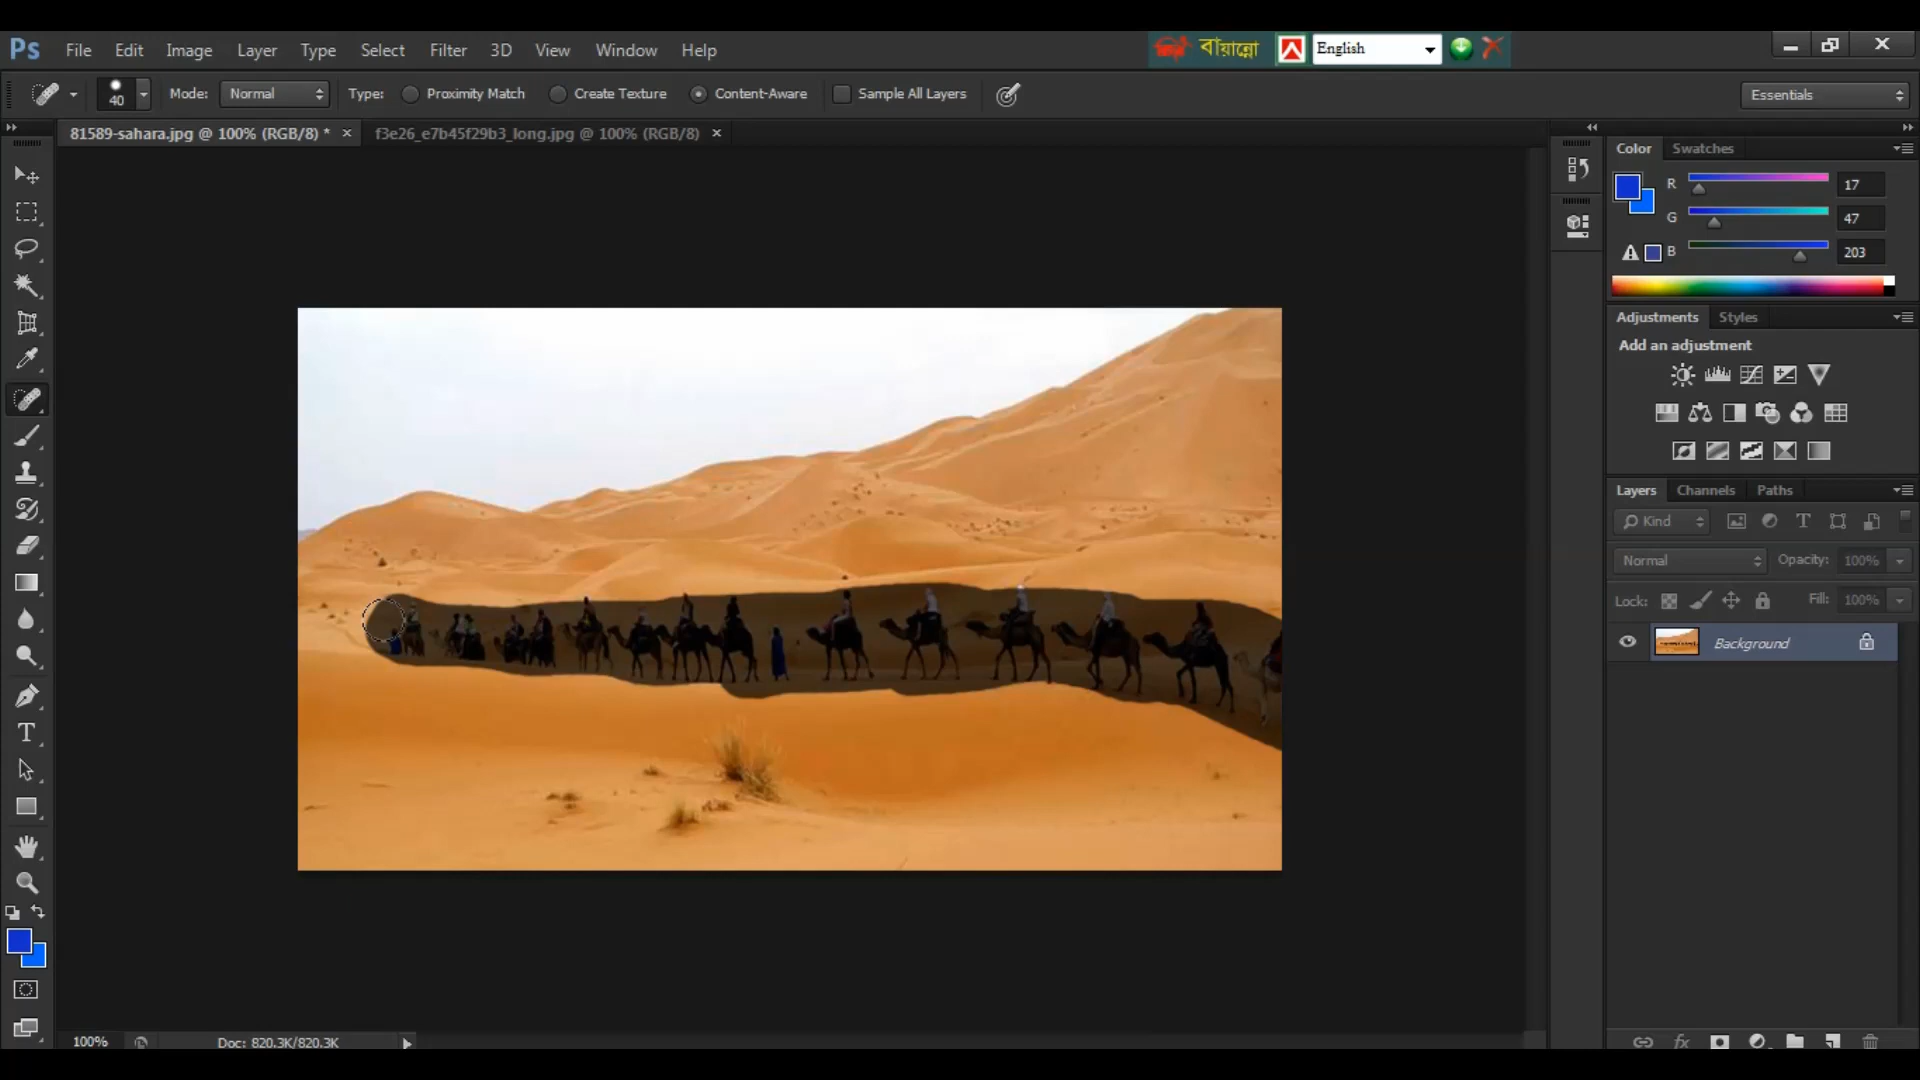 Ps File Edit Image Layer Type Select Filter 3D View Window Help
বায়ান্নো English
40 Mode: Normal Type: Proximity Match Create Texture Content-Aware Sample All Layers Essentials
81589-sahara.jpg @ 100% (RGB/8) * × f3e26_e7b45f29b3_long.jpg @ 100% (RGB/8) ×
Color Swatches
R 17
G 47
B 203
Adjustments Styles
Add an adjustment
Layers Channels Paths
Kind
Normal Opacity: 100%
Lock: Fill: 100%
Background
100% Doc: 820.3K/820.3K
fx